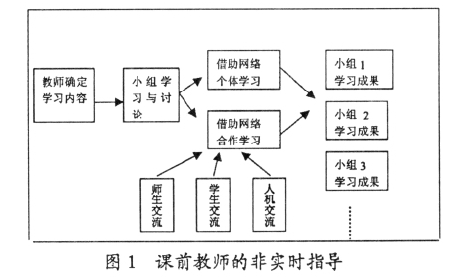 教师确定
学习内容
小组学
习与讨
论
借助网络
个体学习
借助网络
合作学习
师生交流
学生交流
人机交流
小组1
学习成果
小组 2
学习成果
小组3
学习成果
图 1 课前教师的非实时指导